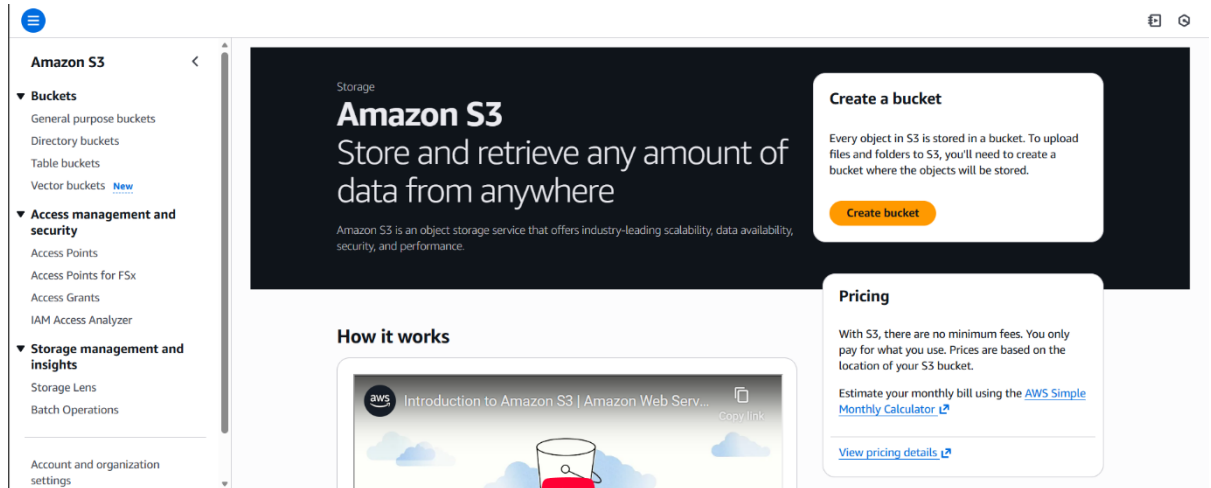 Amazon S3
Buckets
General purpose buckets
Directory buckets
Table buckets
Vector buckets New
Access management and
security
Access Points
Access Points for FSx
Access Grants
IAM Access Analyzer
Storage management and
insights
Storage Lens
Batch Operations
Account and organization
settings
Storage
Amazon S3
Store and retrieve any amount of
data from anywhere
Amazon S3 is an object storage service that offers industry-leading scalability, data availability,
security, and performance.
Create a bucket
Every object in S3 is stored in a bucket. To upload
files and folders to S3, you'll need to create a
bucket where the objects will be stored.
Create bucket
How it works
aws
Introduction to Amazon S3 | Amazon Web Serv...
Copy link
Pricing
With S3, there are no minimum fees. You only
pay for what you use. Prices are based on the
location of your S3 bucket.
Estimate your monthly bill using the AWS Simple
Monthly Calculator
View pricing details